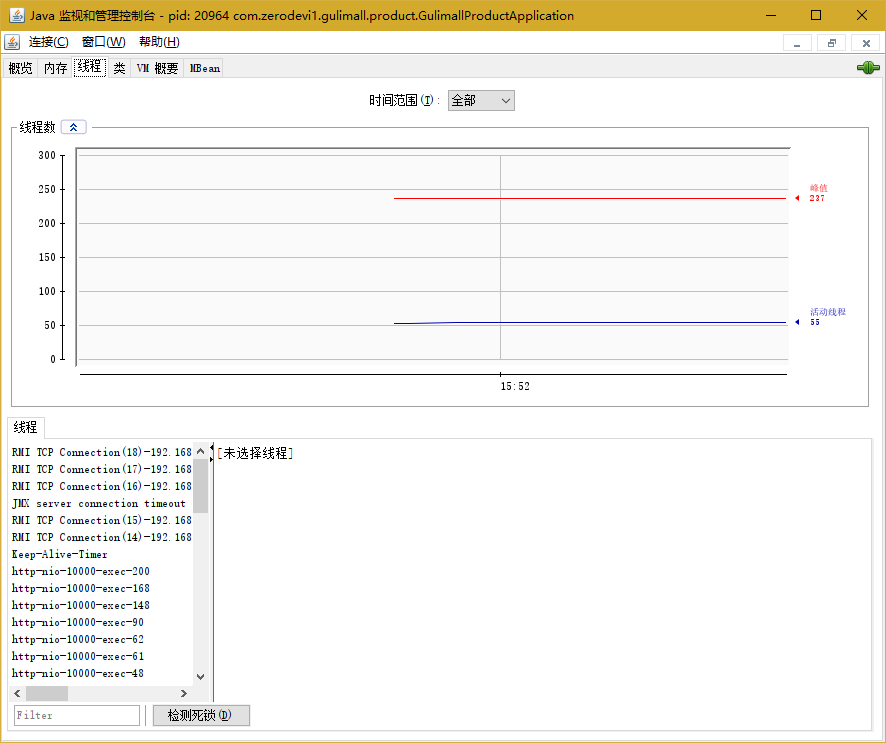 Java 监视和管理控制台 - pid: 20964 com.zerodevi1.gulimall.product.GulimallProductApplication
连接(C) 窗口(W) 帮助(H)
概览 内存 线程 类 VM 概要 MBean
时间范围(T): 全部
线程数
300
250
200
150
100
50
0
峰值
237
活动线程
55
15:52
线程
RMI TCP Connection(18)-192.168
RMI TCP Connection(17)-192.168
RMI TCP Connection(16)-192.168
JMX server connection timeout
RMI TCP Connection(15)-192.168
RMI TCP Connection(14)-192.168
Keep-Alive-Timer
http-nio-10000-exec-200
http-nio-10000-exec-168
http-nio-10000-exec-148
http-nio-10000-exec-90
http-nio-10000-exec-62
http-nio-10000-exec-61
http-nio-10000-exec-48
[未选择线程]
Filter
检测死锁(D)